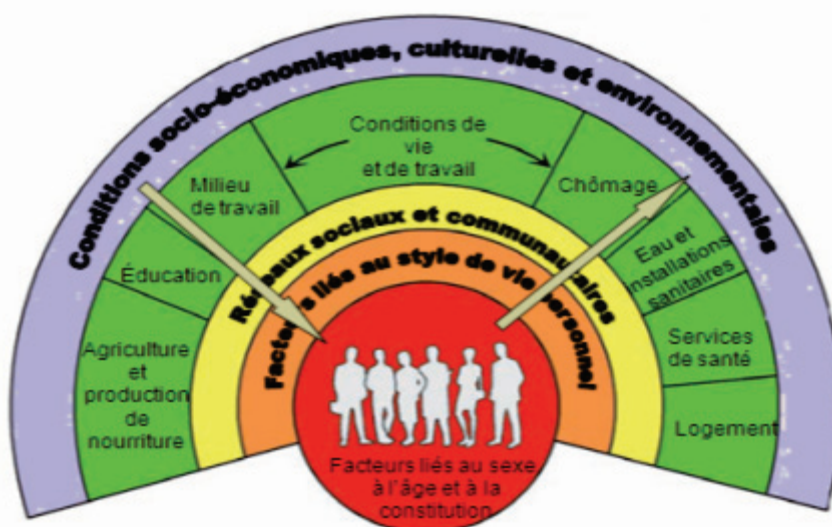 Conditions socio-économiques, culturelles et environnementales
Conditions de
vie
et de travail
Milieu
de travail
Chômage
Éducation
Eau et
installations
sanitaires
Agriculture
et
production
de
nourriture
Services
de santé
Logement
Réseaux sociaux et communautaires
Facteurs liés au style de vie personnel
Facteurs liés au sexe,
à l'âge et à la
constitution